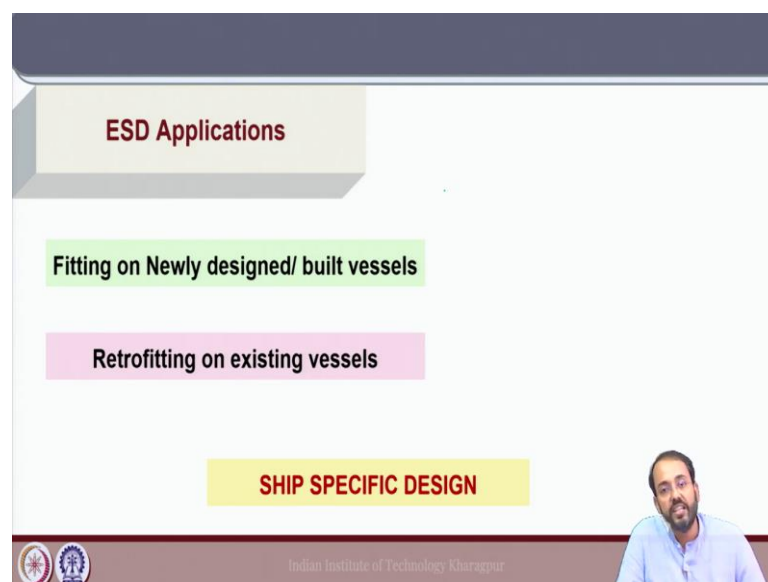 ESD Applications
Fitting on Newly designed/ built vessels
Retrofitting on existing vessels
SHIP SPECIFIC DESIGN
Indian Institute of Technology Kharagpur